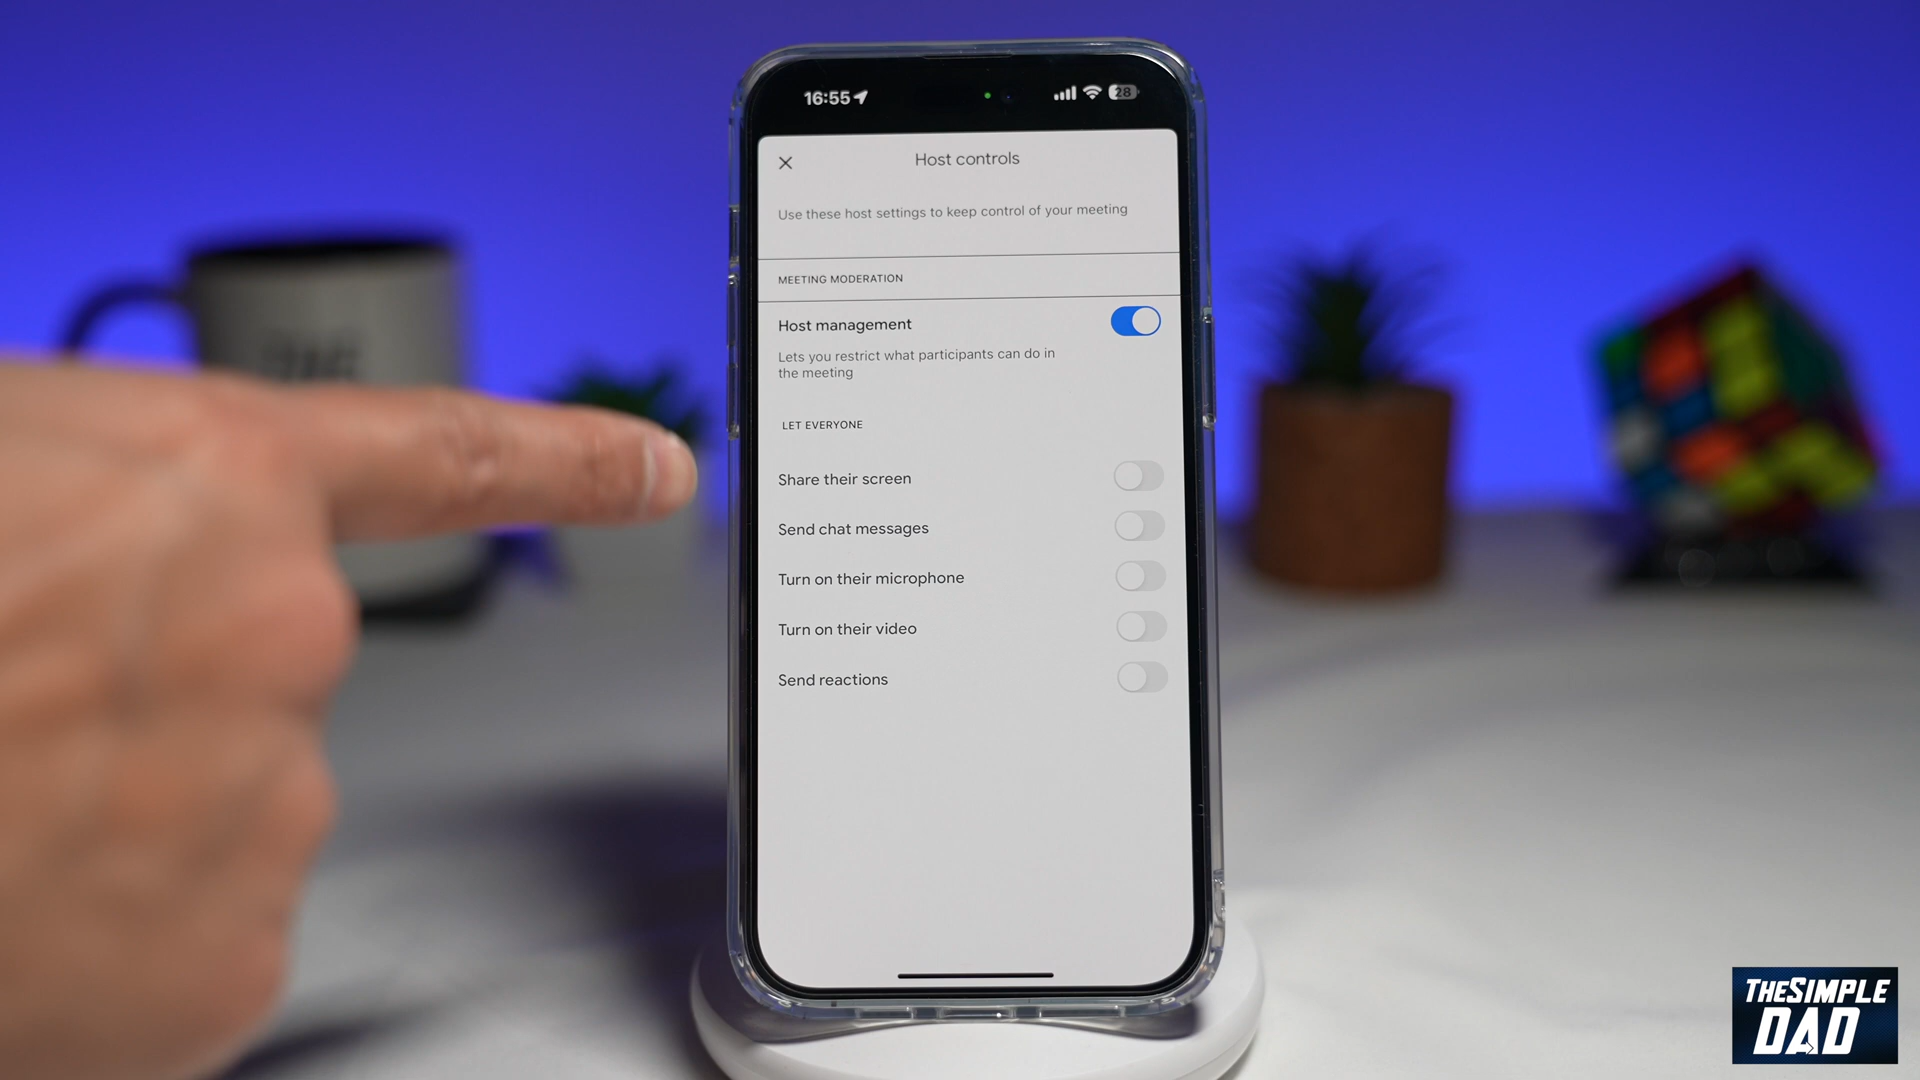 16:55
28
Host controls
Use these host settings to keep control of your meeting
MEETING MODERATION
Host management
Lets you restrict what participants can do in
the meeting
LET EVERYONE
Share their screen
Send chat messages
Turn on their microphone
Turn on their video
Send reactions
THESIMPLE
DAD